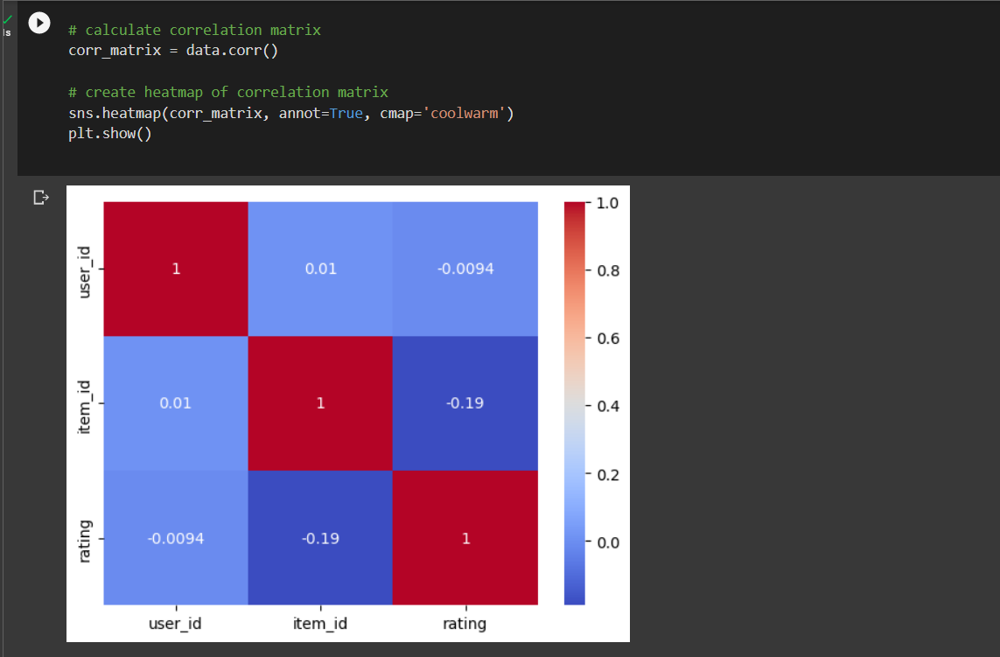 1s
# calculate correlation matrix
corr_matrix = data.corr()
# create heatmap of correlation matrix
sns.heatmap(corr_matrix, annot=True, cmap='coolwarm')
plt.show()
user_id
1
0.01
-0.0094
item_id
0.01
1
-0.19
rating
-0.0094
-0.19
1
user_id
item_id
rating
1.0
0.8
0.6
0.4
0.2
0.0